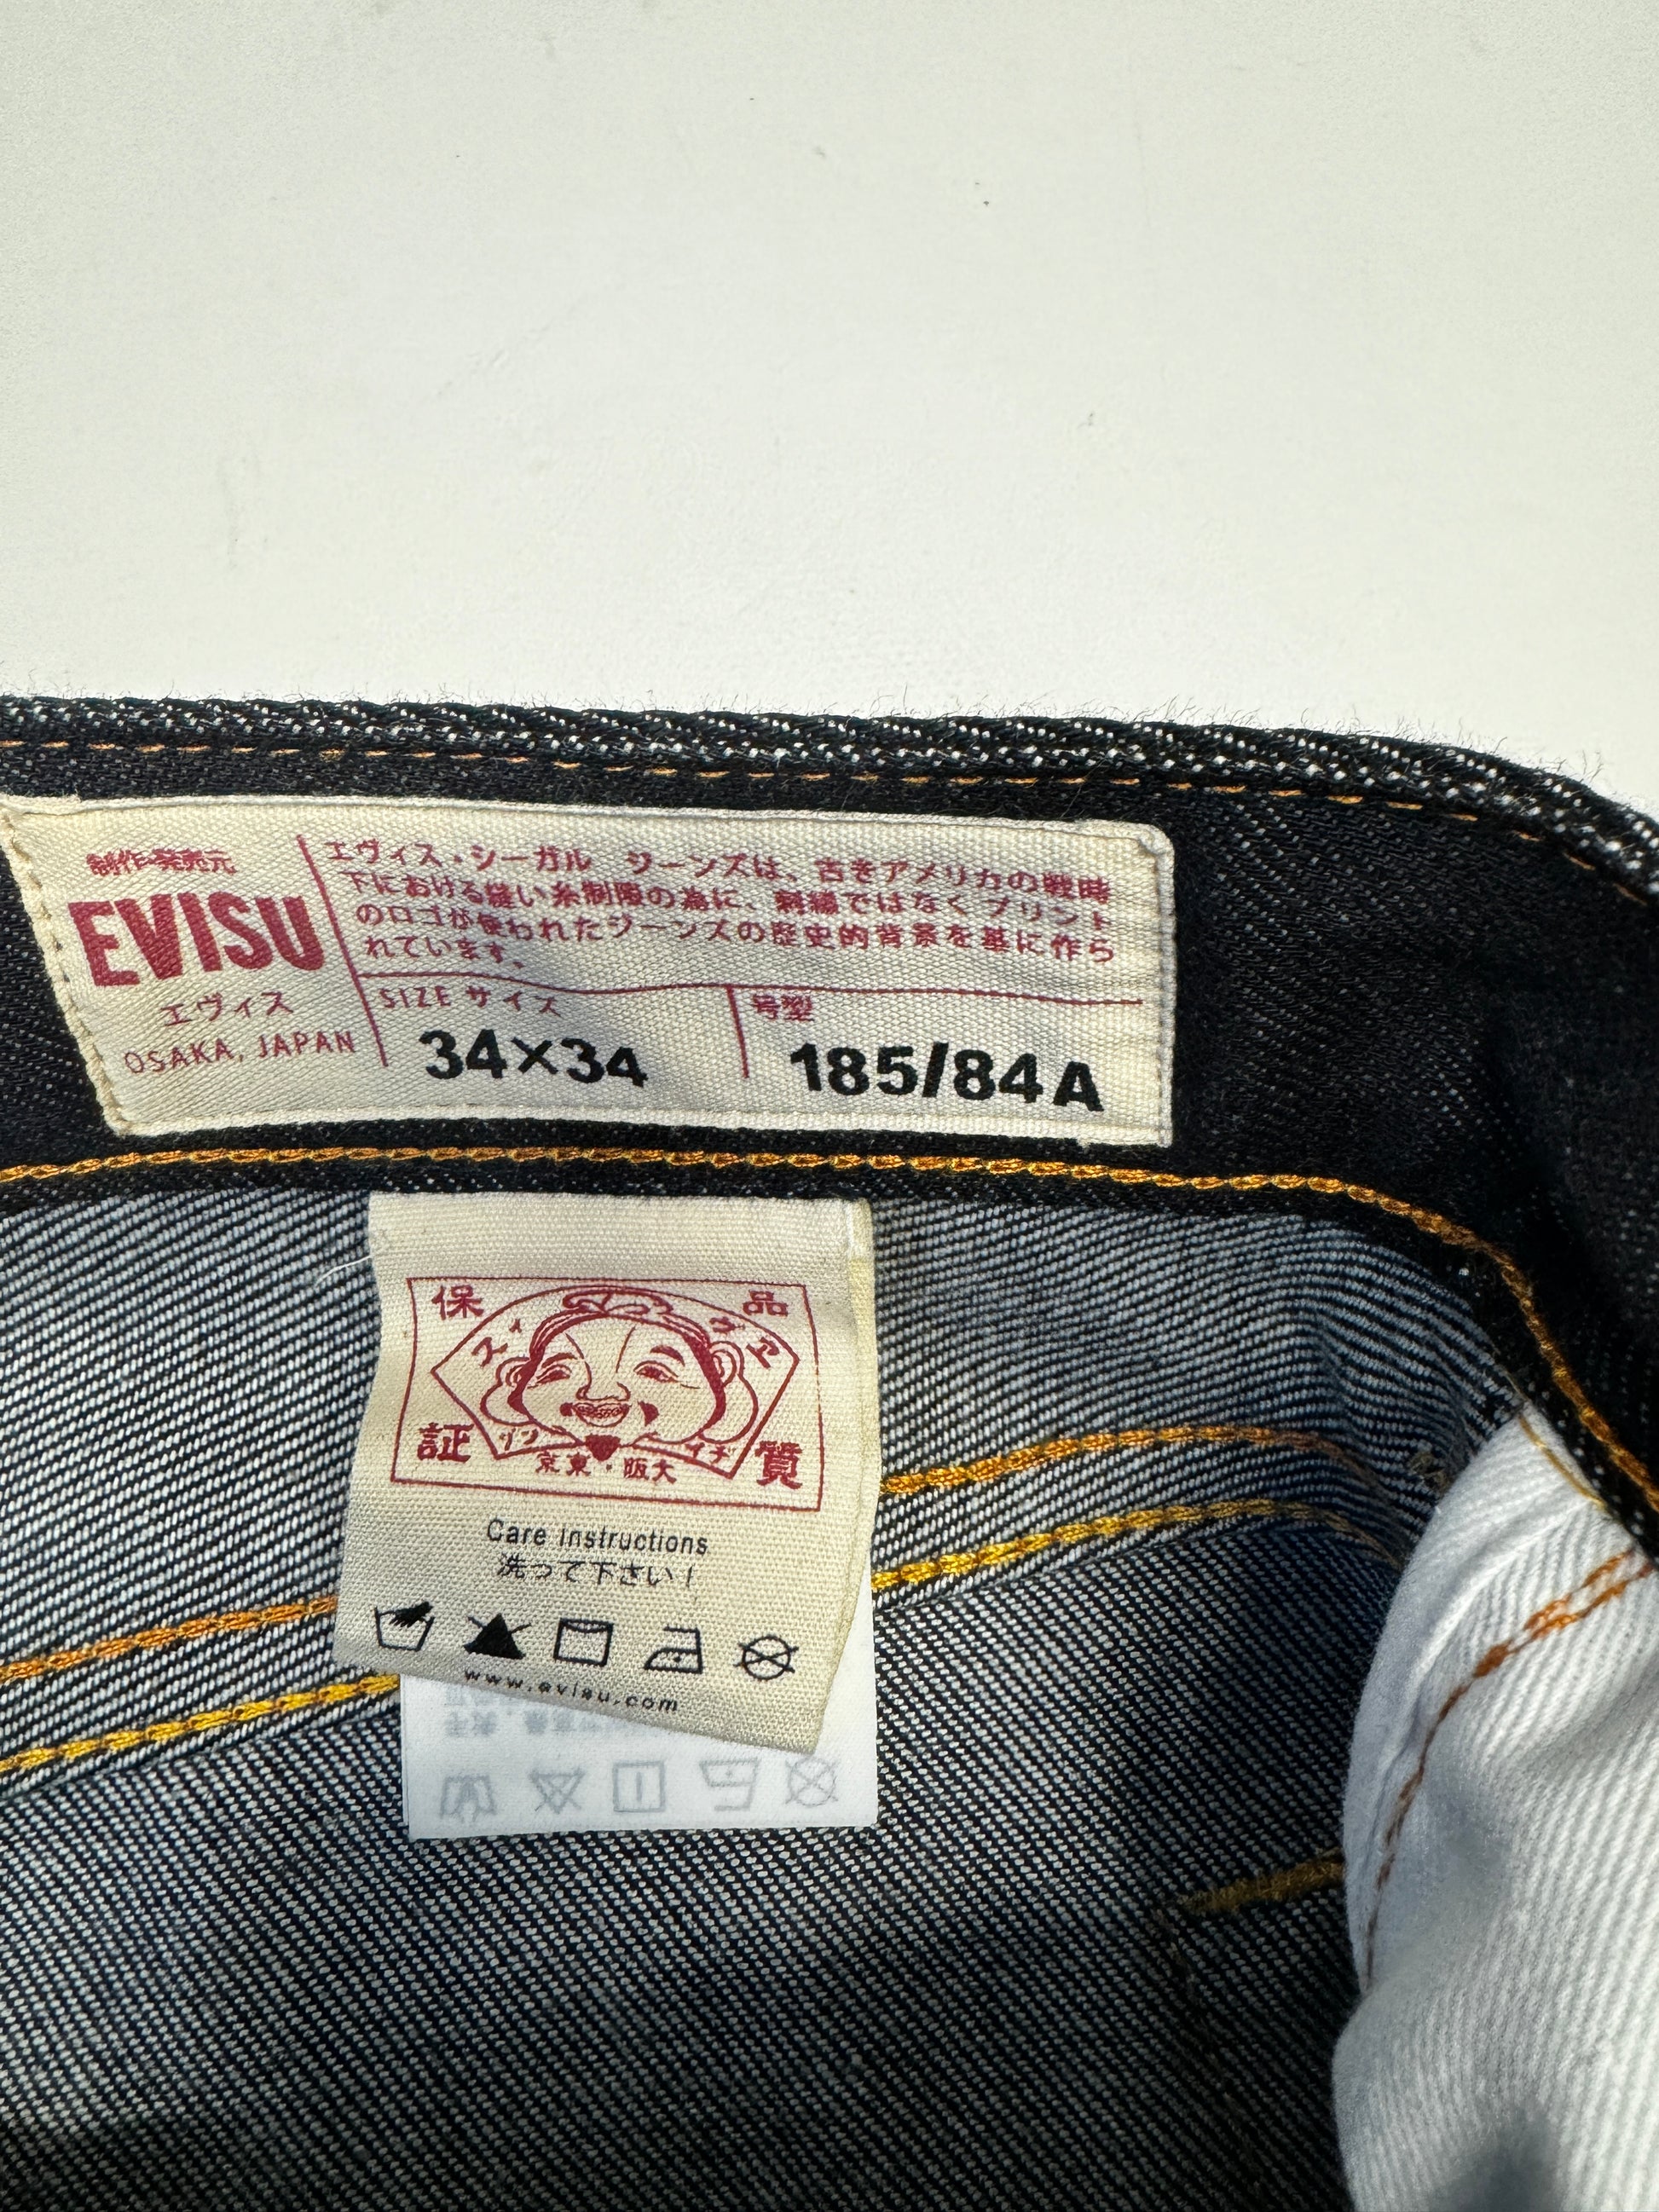 制作・発売元
EVISU
エヴィス
OSAKA, JAPAN
エヴィス・シーガル　ジーンズは、古きアメリカの戦時
下における縫い糸制限の為に、刺繍ではなくプリント
のロゴが使われたジーンズの歴史的背景を基に作ら
れています。
SIZE サイズ
34×34
号型
185/84A
保 品
スィヴヱ
証 質
京東・阪大
Care Instructions
洗って下さい!
www.evisu.com